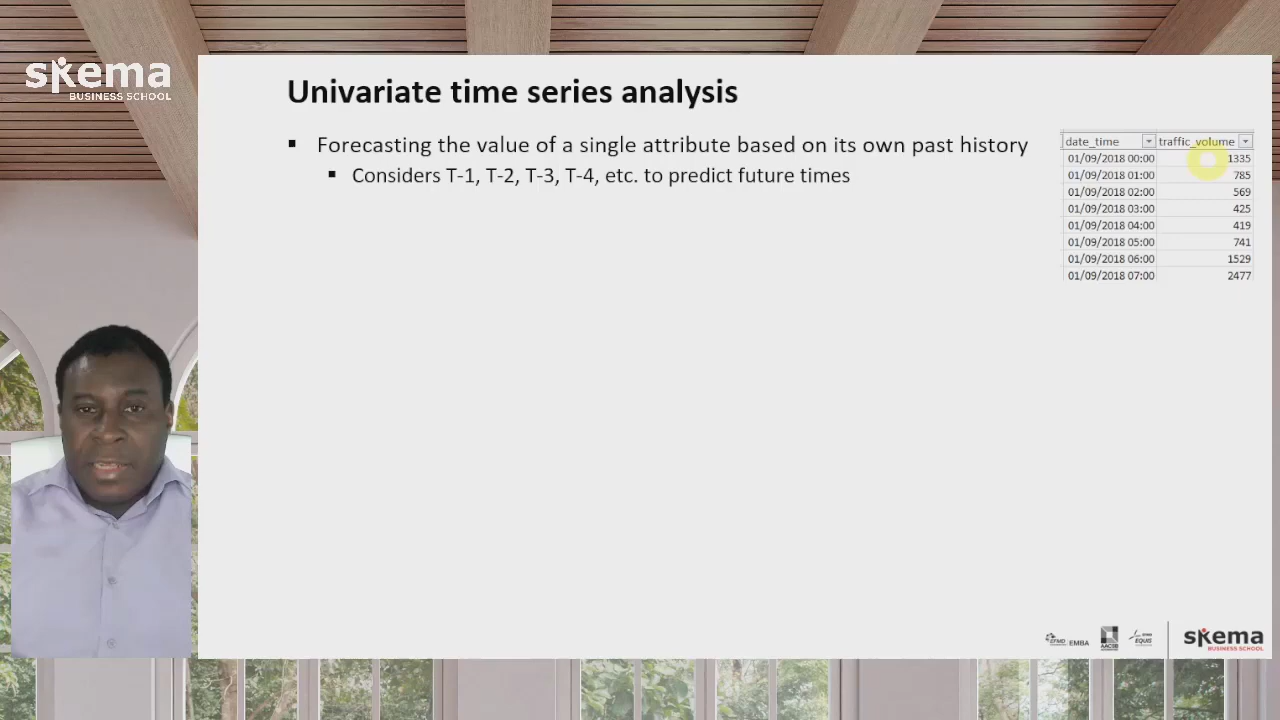 skema
BUSINESS SCHOOL
Univariate time series analysis
▪ Forecasting the value of a single attribute based on its own past history
▪ Considers T-1, T-2, T-3, T-4, etc. to predict future times
date_time traffic_volume
01/09/2018 00:00 1335
01/09/2018 01:00 785
01/09/2018 02:00 569
01/09/2018 03:00 425
01/09/2018 04:00 419
01/09/2018 05:00 741
01/09/2018 06:00 1529
01/09/2018 07:00 2477
EFMD EMBA
AACSB
EFMD EQUIS
skema
BUSINESS SCHOOL